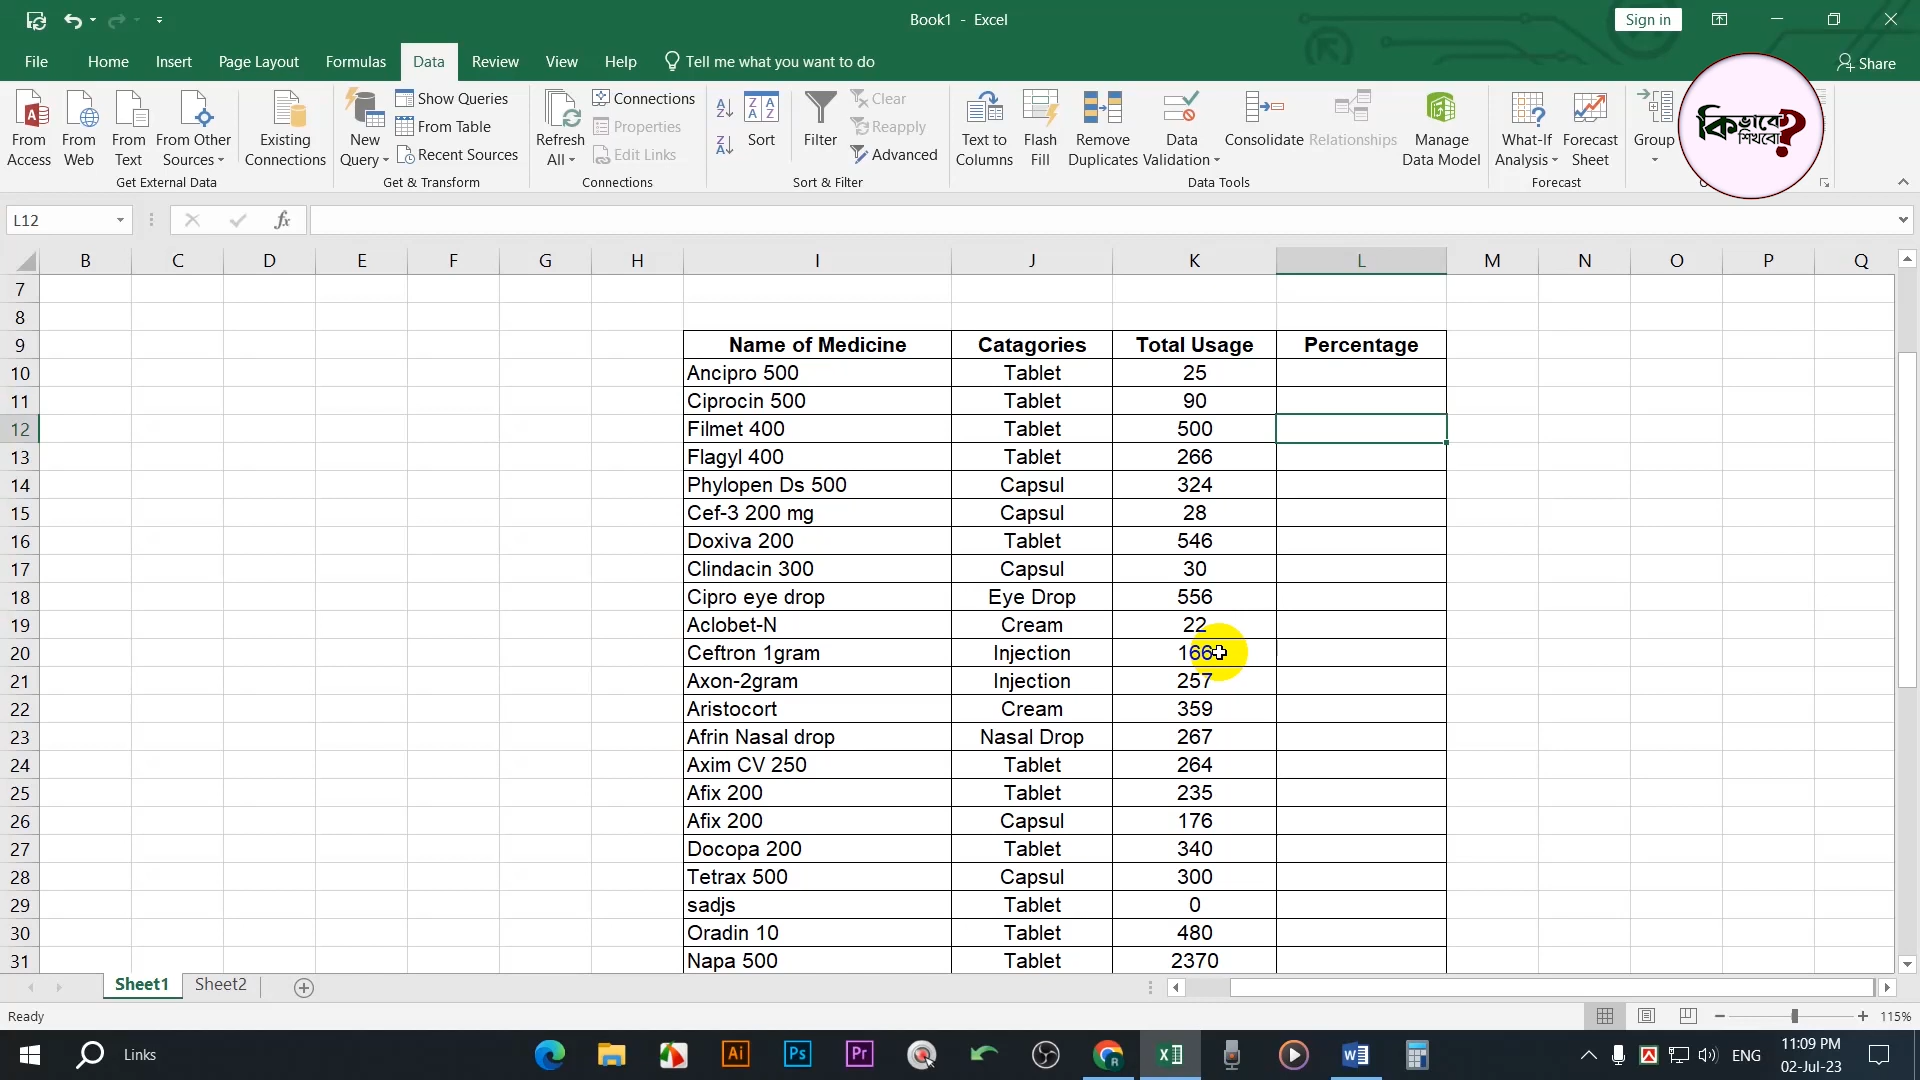 Book1 - Excel
Sign in
File Home Insert Page Layout Formulas Data Review View Help Tell me what you want to do
Share
From Access
From Web
From Text
From Other Sources
Get External Data
Existing Connections
New Query
Show Queries
From Table
Recent Sources
Get & Transform
Refresh All
Connections
Properties
Edit Links
Connections
Sort
Filter
Clear
Reapply
Advanced
Sort & Filter
Text to Columns
Flash Fill
Remove Duplicates
Data Validation
Consolidate
Relationships
Manage Data Model
Data Tools
What-If Analysis
Forecast Sheet
Forecast
Group
কিভাবে শিখবো?
L12
fx
B C D E F G H I J K L M N O P Q
7
8
9 Name of Medicine Catagories Total Usage Percentage
10 Ancipro 500 Tablet 25
11 Ciprocin 500 Tablet 90
12 Filmet 400 Tablet 500
13 Flagyl 400 Tablet 266
14 Phylopen Ds 500 Capsul 324
15 Cef-3 200 mg Capsul 28
16 Doxiva 200 Tablet 546
17 Clindacin 300 Capsul 30
18 Cipro eye drop Eye Drop 556
19 Aclobet-N Cream 22
20 Ceftron 1gram Injection 166
21 Axon-2gram Injection 257
22 Aristocort Cream 359
23 Afrin Nasal drop Nasal Drop 267
24 Axim CV 250 Tablet 264
25 Afix 200 Tablet 235
26 Afix 200 Capsul 176
27 Docopa 200 Tablet 340
28 Tetrax 500 Capsul 300
29 sadjs Tablet 0
30 Oradin 10 Tablet 480
31 Napa 500 Tablet 2370
Sheet1 Sheet2
Ready
115%
Links
Ai Ps Pr
ENG
11:09 PM
02-Jul-23